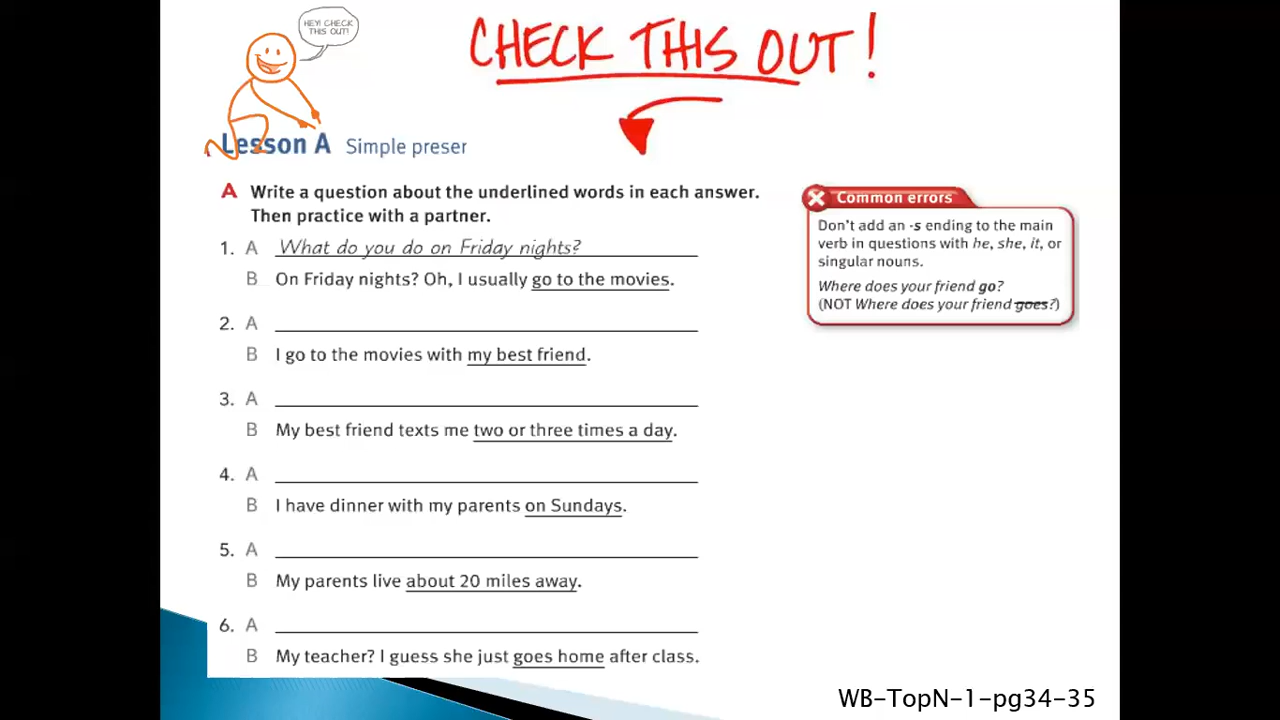 HEY! CHECK
THIS OUT!
CHECK THIS OUT!
Lesson A Simple preser
A Write a question about the underlined words in each answer.
Then practice with a partner.
1. A What do you do on Friday nights?
B On Friday nights? Oh, I usually go to the movies.
2. A
B I go to the movies with my best friend.
3. A
B My best friend texts me two or three times a day.
4. A
B I have dinner with my parents on Sundays.
5. A
B My parents live about 20 miles away.
6. A
B My teacher? I guess she just goes home after class.
Common errors
Don't add an -s ending to the main
verb in questions with he, she, it, or
singular nouns.
Where does your friend go?
(NOT Where does your friend goes?)
WB-TopN-1-pg34-35